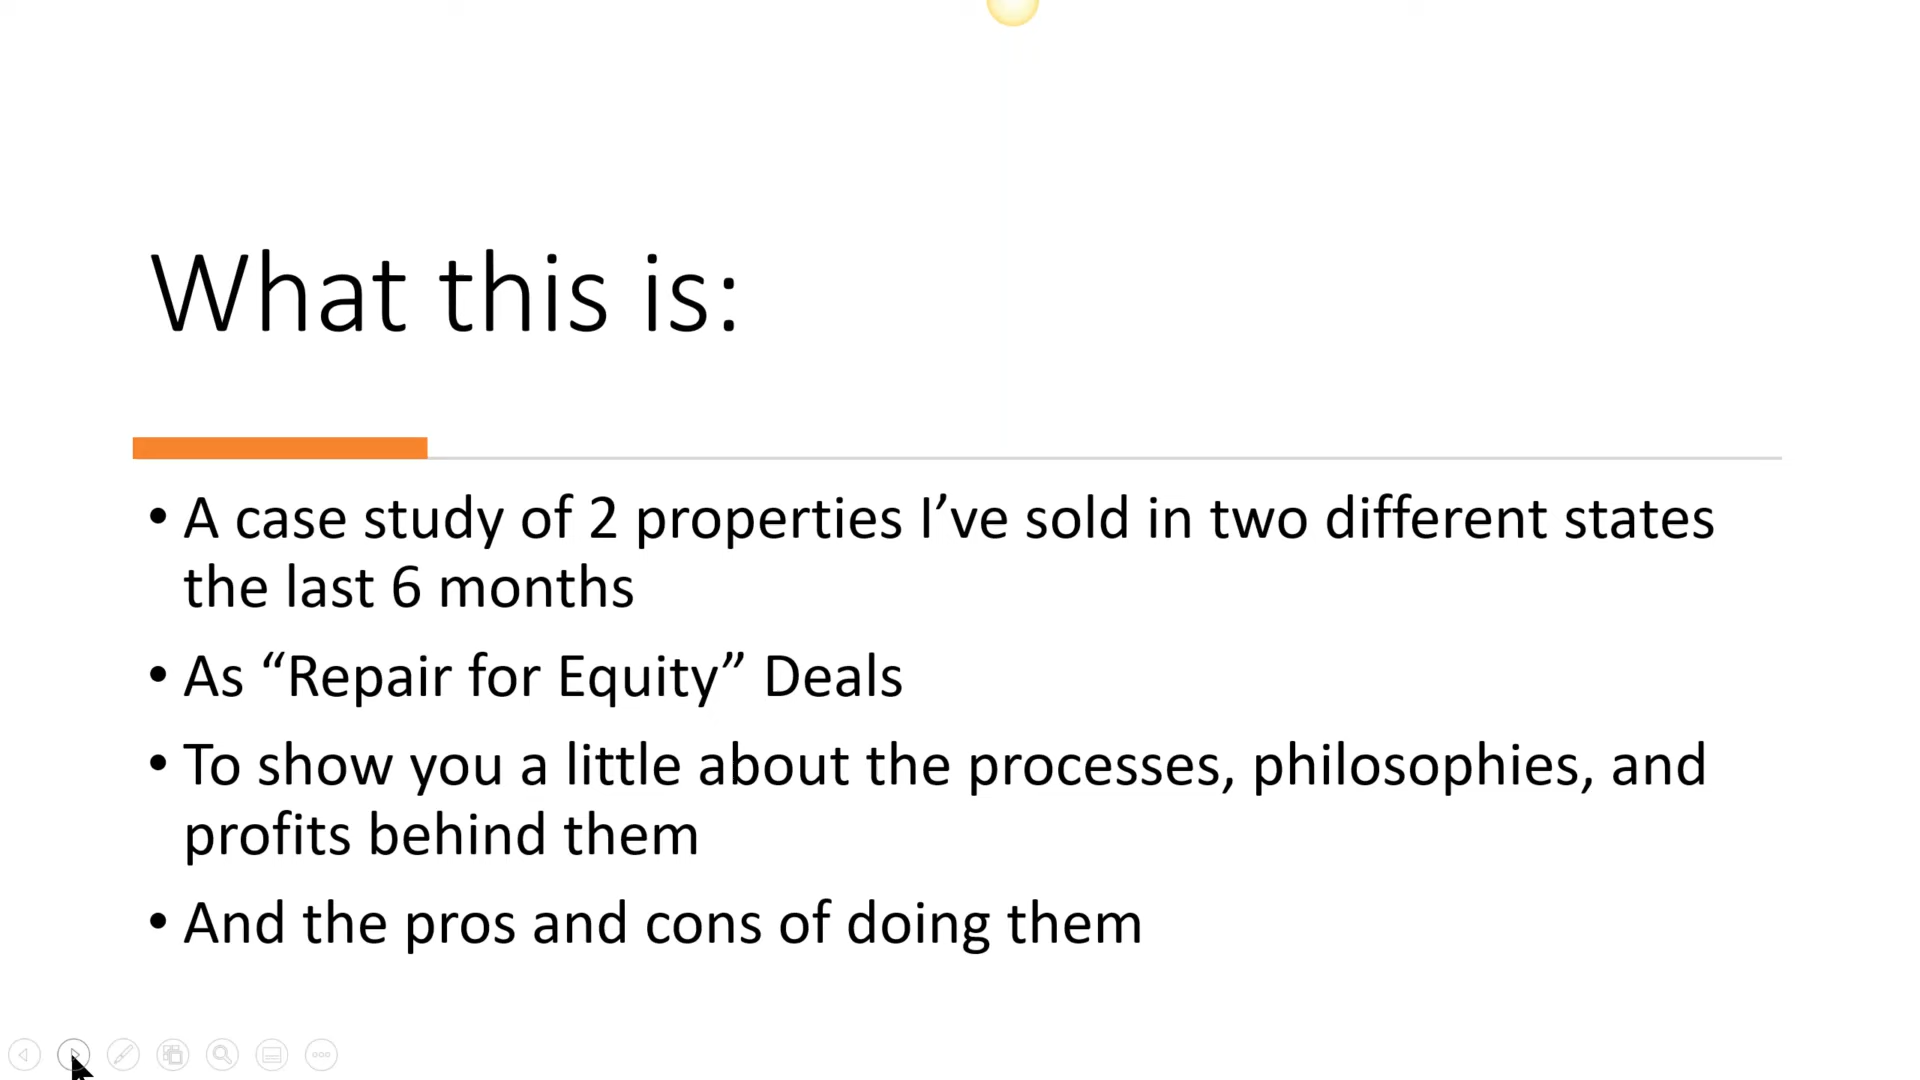 What this is:
• A case study of 2 properties I’ve sold in two different states
the last 6 months
• As “Repair for Equity” Deals
• To show you a little about the processes, philosophies, and
profits behind them
• And the pros and cons of doing them